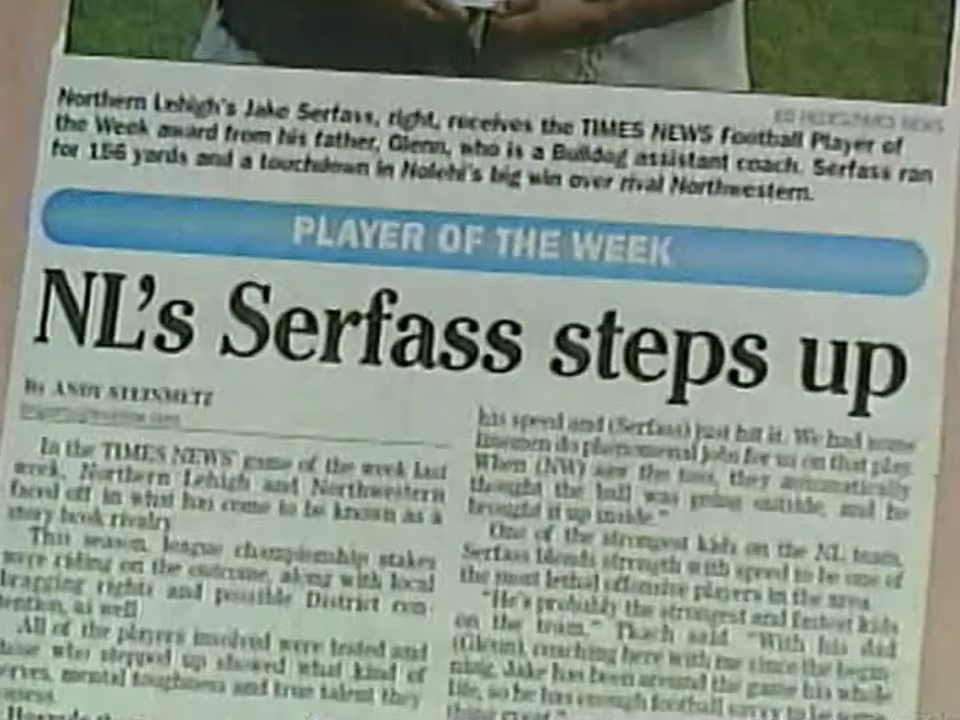 Northern Lehigh's Jake Serfass, right, receives the TIMES NEWS Football Player of
the Week award from his father, Glenn, who is a Bulldog assistant coach. Serfass ran
for 156 yards and a touchdown in Nolehi's big win over rival Northwestern.
PLAYER OF THE WEEK
NL's Serfass steps up
By ANDY STEINMETZ
In the TIMES NEWS game of the week last
week, Northern Lehigh and Northwestern
faced off in what has come to be known as a
story book rivalry.
This season, league championship stakes
were riding on the outcome, along with local
bragging rights and possible District con-
tention, as well.
All of the players involved were tested and
those who stepped up showed what kind of
nerves, mental toughness and true talent they
his speed and (Serfass) just hit it. We had some
linemen do phenomenal jobs for us on that play.
When (NW) saw the toss, they automatically
thought the ball was going outside, and he
brought it up inside."
One of the strongest kids on the NL team,
Serfass blends strength with speed to be one of
the most lethal offensive players in the area.
"He's probably the strongest and fastest kids
on the team," Tkach said. "With his dad
(Glenn), coaching here with me since the begin-
ning, Jake has been around the game his whole
life, so he has enough football savvy to be
thing great."